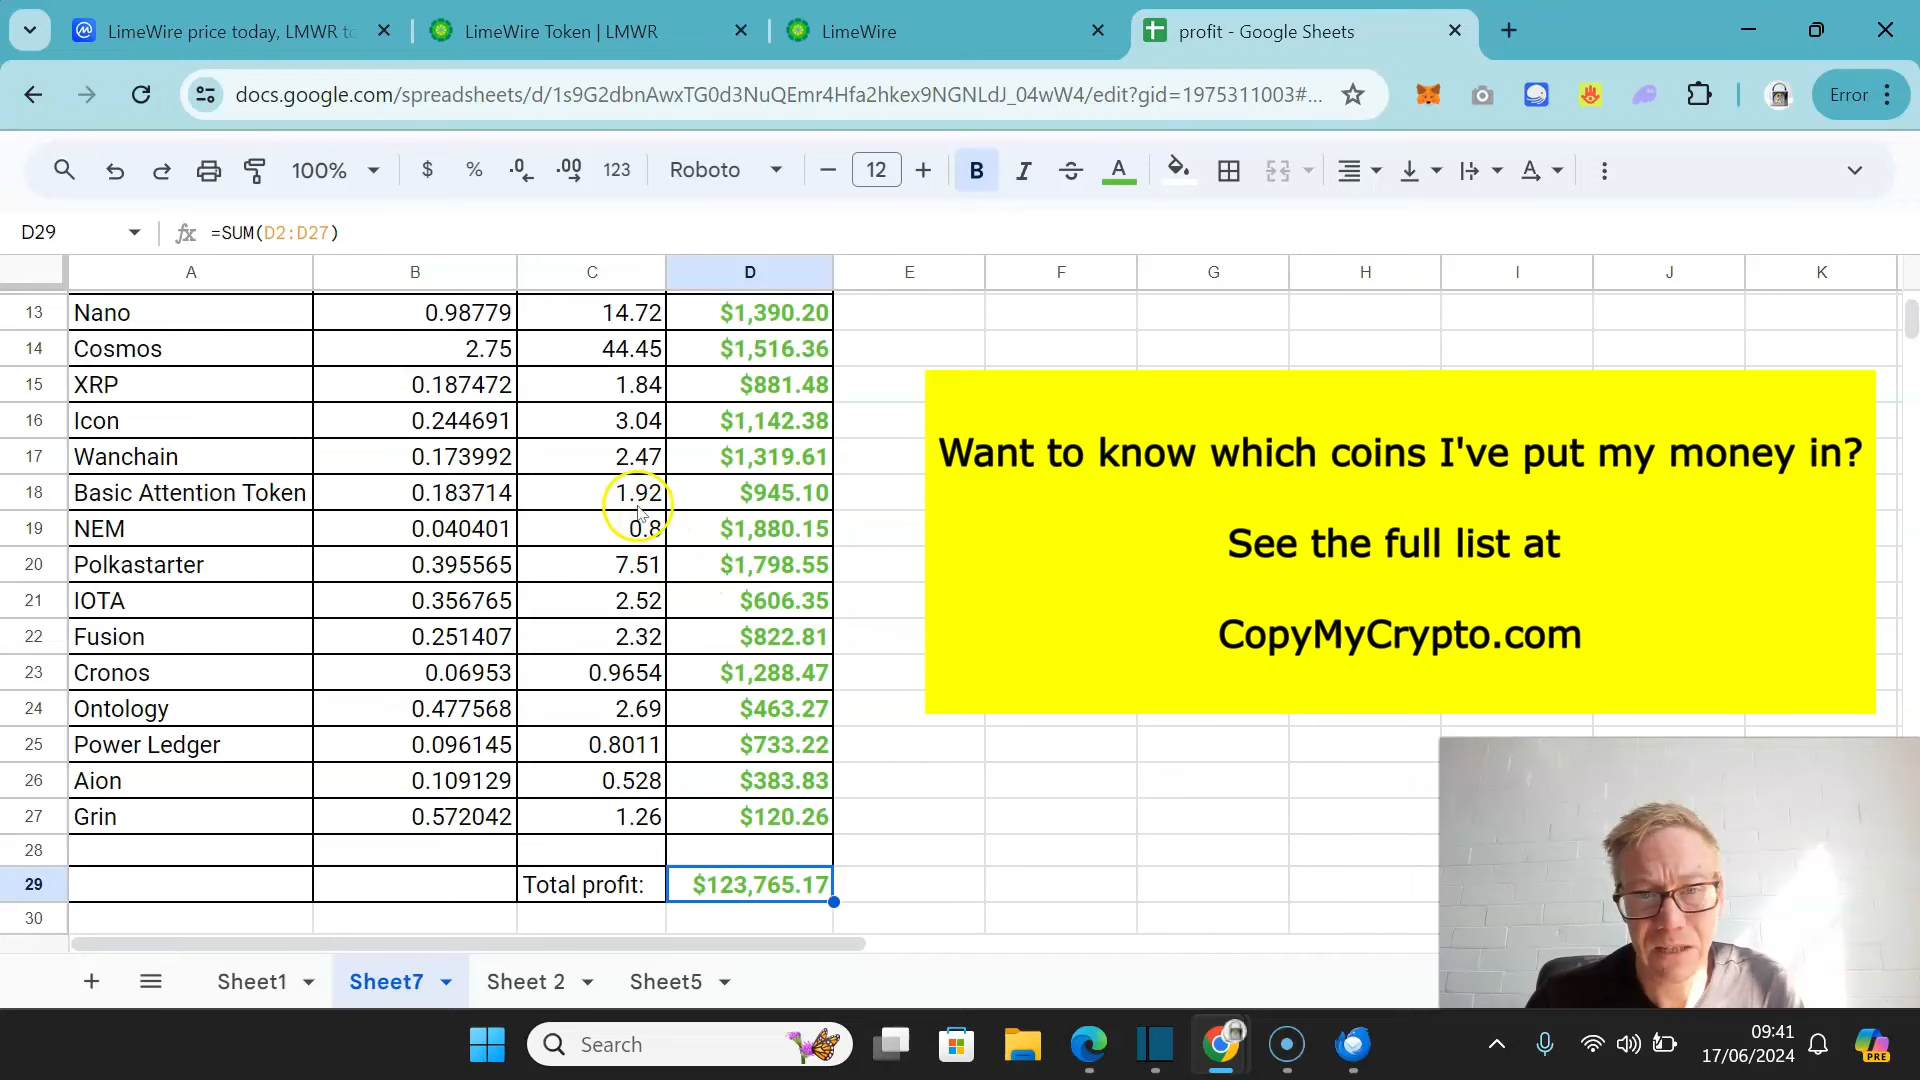 LimeWire price today, LMWR to
LimeWire Token | LMWR
LimeWire
profit - Google Sheets
docs.google.com/spreadsheets/d/1s9G2dbnAwxTG0d3NuQEmr4Hfa2hkex9NGNLdJ_04wW4/edit?gid=1975311003#...
Error
100%
$
%
.0
.00
123
Roboto
12
B
I
A
D29
fx
=SUM(D2:D27)
A B C D E F G H I J K
13 Nano 0.98779 14.72 $1,390.20
14 Cosmos 2.75 44.45 $1,516.36
15 XRP 0.187472 1.84 $881.48
16 Icon 0.244691 3.04 $1,142.38
17 Wanchain 0.173992 2.47 $1,319.61
18 Basic Attention Token 0.183714 1.92 $945.10
19 NEM 0.040401 0.8 $1,880.15
20 Polkastarter 0.395565 7.51 $1,798.55
21 IOTA 0.356765 2.52 $606.35
22 Fusion 0.251407 2.32 $822.81
23 Cronos 0.06953 0.9654 $1,288.47
24 Ontology 0.477568 2.69 $463.27
25 Power Ledger 0.096145 0.8011 $733.22
26 Aion 0.109129 0.528 $383.83
27 Grin 0.572042 1.26 $120.26
28
29 Total profit: $123,765.17
30
Want to know which coins I've put my money in?
See the full list at
CopyMyCrypto.com
Sheet1
Sheet7
Sheet 2
Sheet5
Search
09:41
17/06/2024
PRE